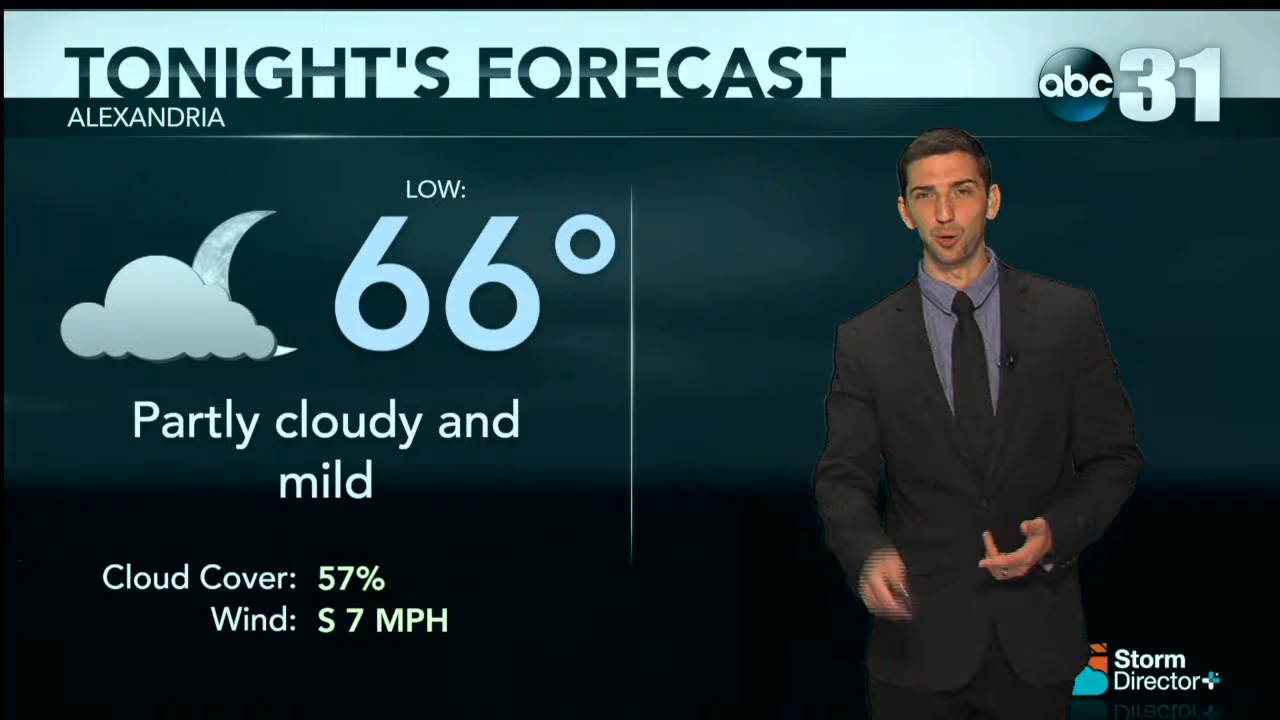 TONIGHT'S FORECAST
ALEXANDRIA
abc 31
LOW:
66°
Partly cloudy and
mild
Cloud Cover: 57%
Wind: S 7 MPH
Storm
Director+